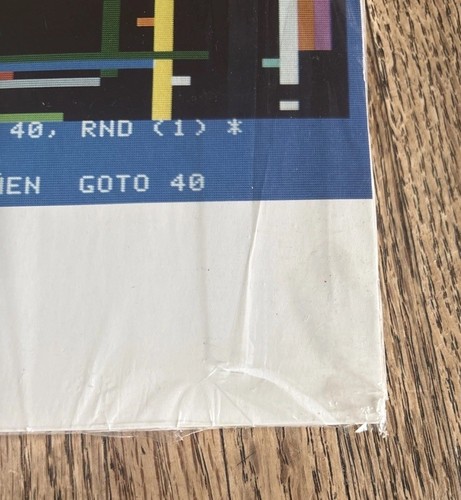 40, RND (1) *
GOTO 40